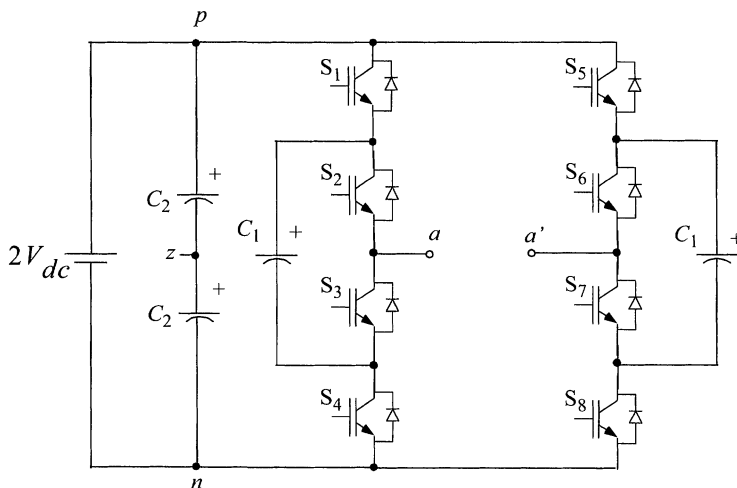 p
S1
S5
+
+
S2
S6
C2
C1
+
a
a'
C1
+
z
2Vdc
+
C2
S3
S7
S4
S8
n